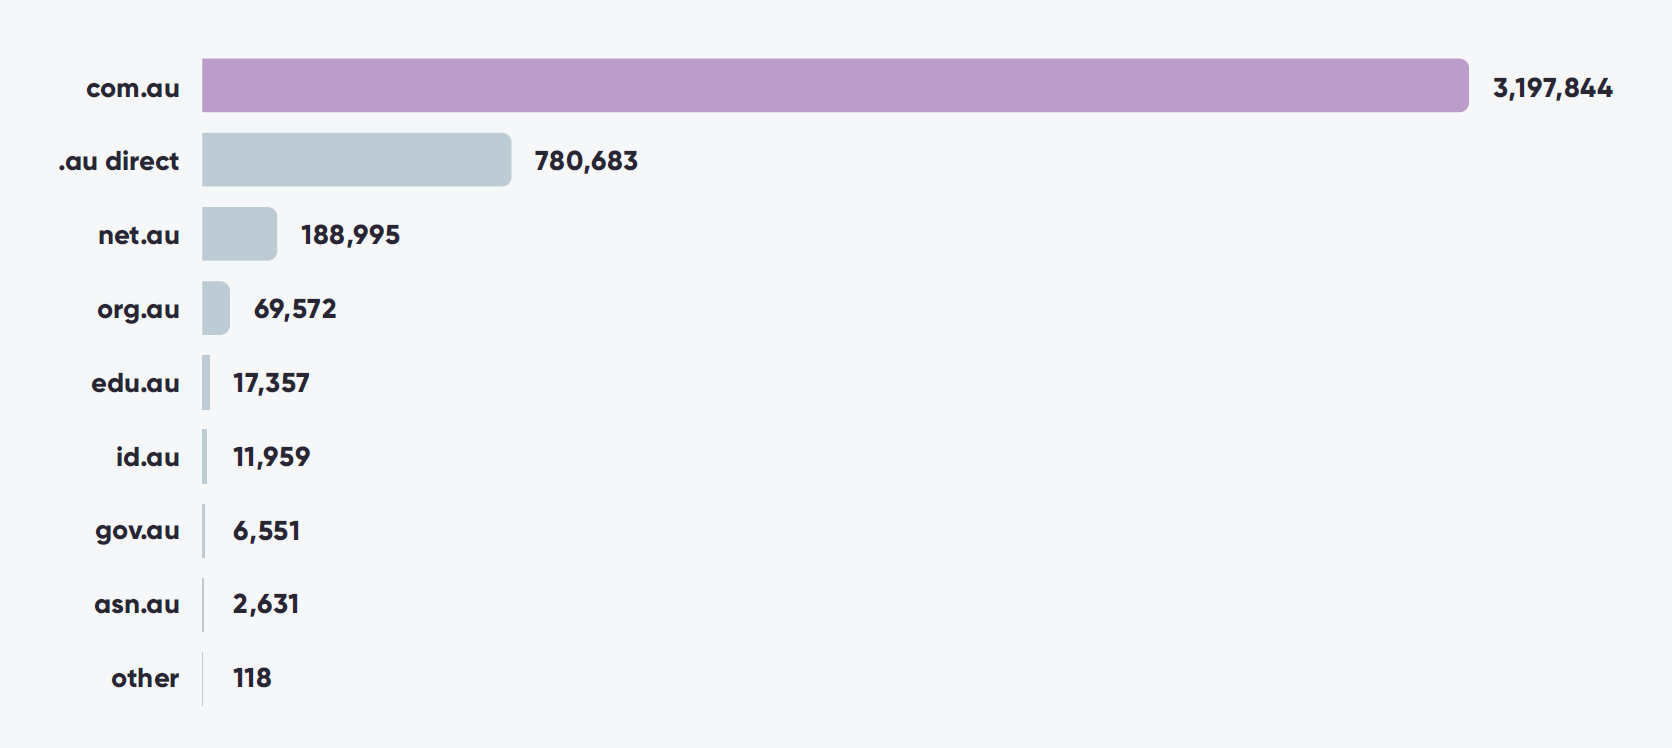 com.au 3,197,844
.au direct 780,683
net.au 188,995
org.au 69,572
edu.au 17,357
id.au 11,959
gov.au 6,551
asn.au 2,631
other 118